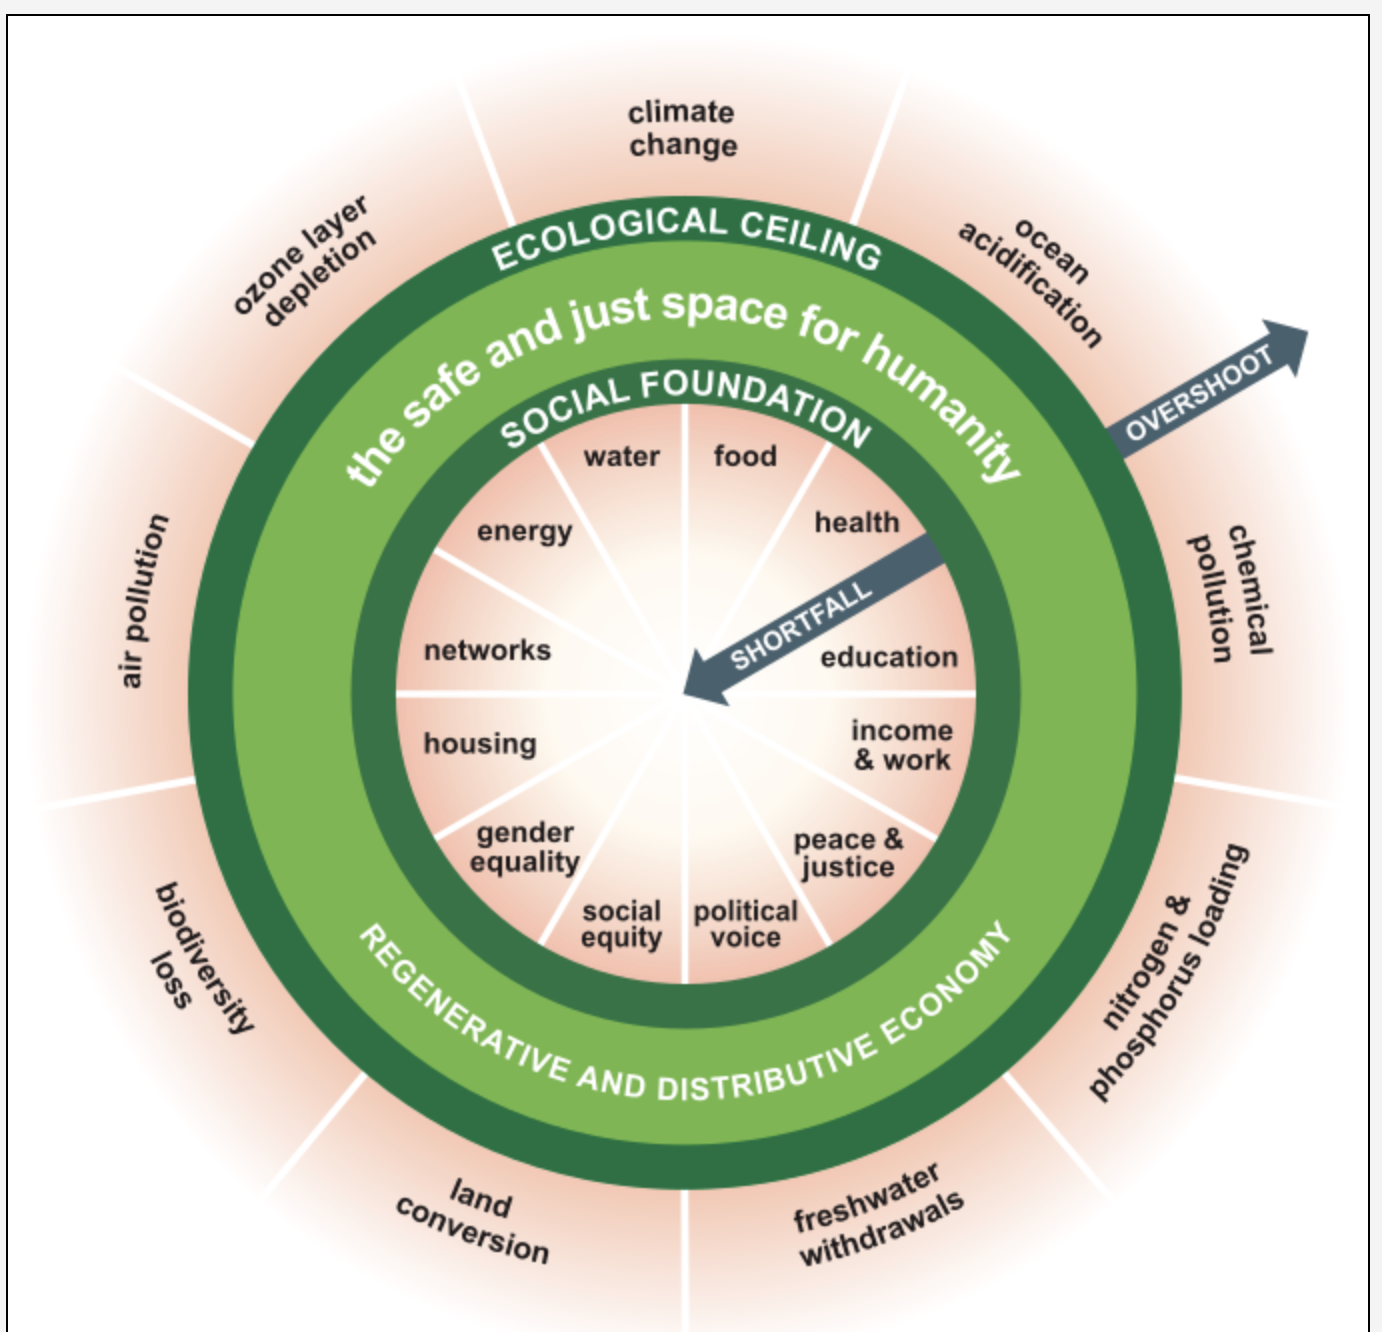 climate
change
ocean
acidification
OVERSHOOT
chemical
pollution
nitrogen &
phosphorus loading
freshwater
withdrawals
land
conversion
biodiversity
loss
air pollution
ozone layer
depletion
ECOLOGICAL CEILING
the safe and just space for humanity
SOCIAL FOUNDATION
water
food
health
SHORTFALL
education
income
& work
peace &
justice
political
voice
social
equity
gender
equality
housing
networks
energy
REGENERATIVE AND DISTRIBUTIVE ECONOMY